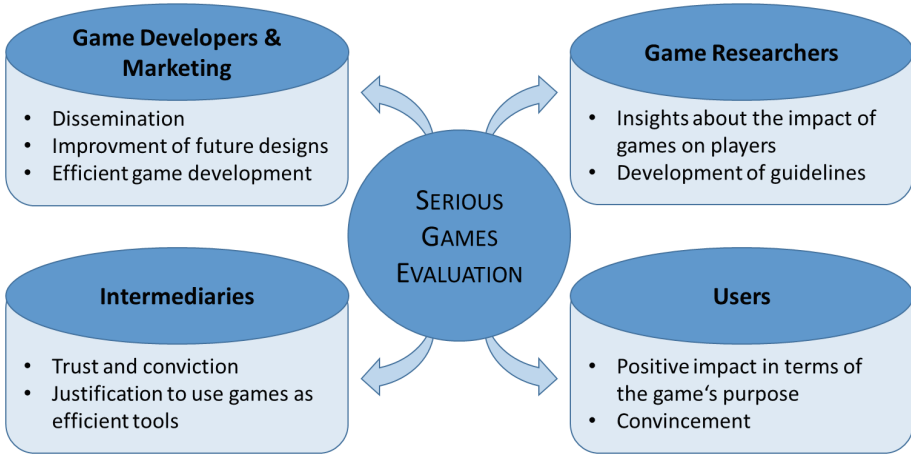 Game Developers &
Marketing
• Dissemination
• Improvment of future designs
• Efficient game development
Game Researchers
• Insights about the impact of
games on players
• Development of guidelines
SERIOUS
GAMES
EVALUATION
Intermediaries
• Trust and conviction
• Justification to use games as
efficient tools
Users
• Positive impact in terms of
the game‘s purpose
• Convincement